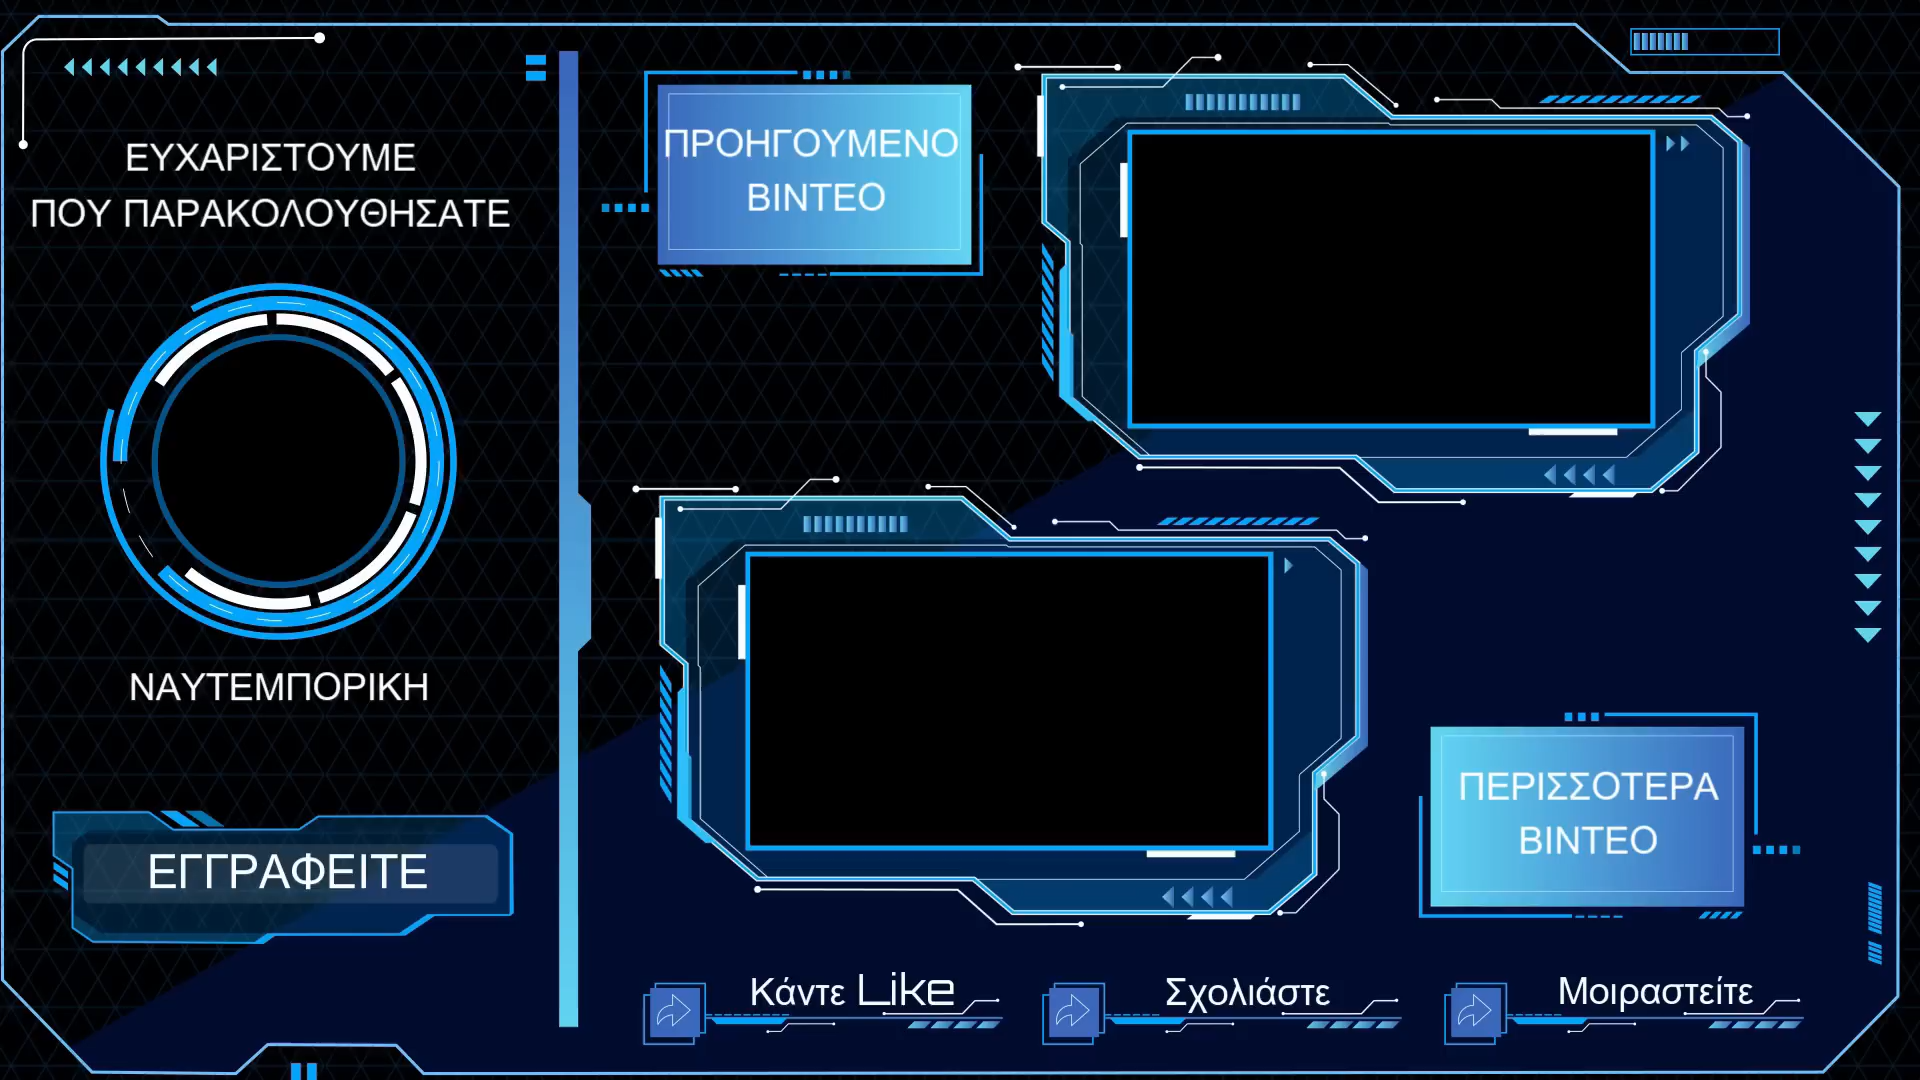 ΕΥΧΑΡΙΣΤΟΥΜΕ
ΠΟΥ ΠΑΡΑΚΟΛΟΥΘΗΣΑΤΕ
ΝΑΥΤΕΜΠΟΡΙΚΗ
ΕΓΓΡΑΦΕΙΤΕ
ΠΡΟΗΓΟΥΜΕΝΟ
ΒΙΝΤΕΟ
ΠΕΡΙΣΣΟΤΕΡΑ
ΒΙΝΤΕΟ
Κάντε Like
Σχολιάστε
Μοιραστείτε